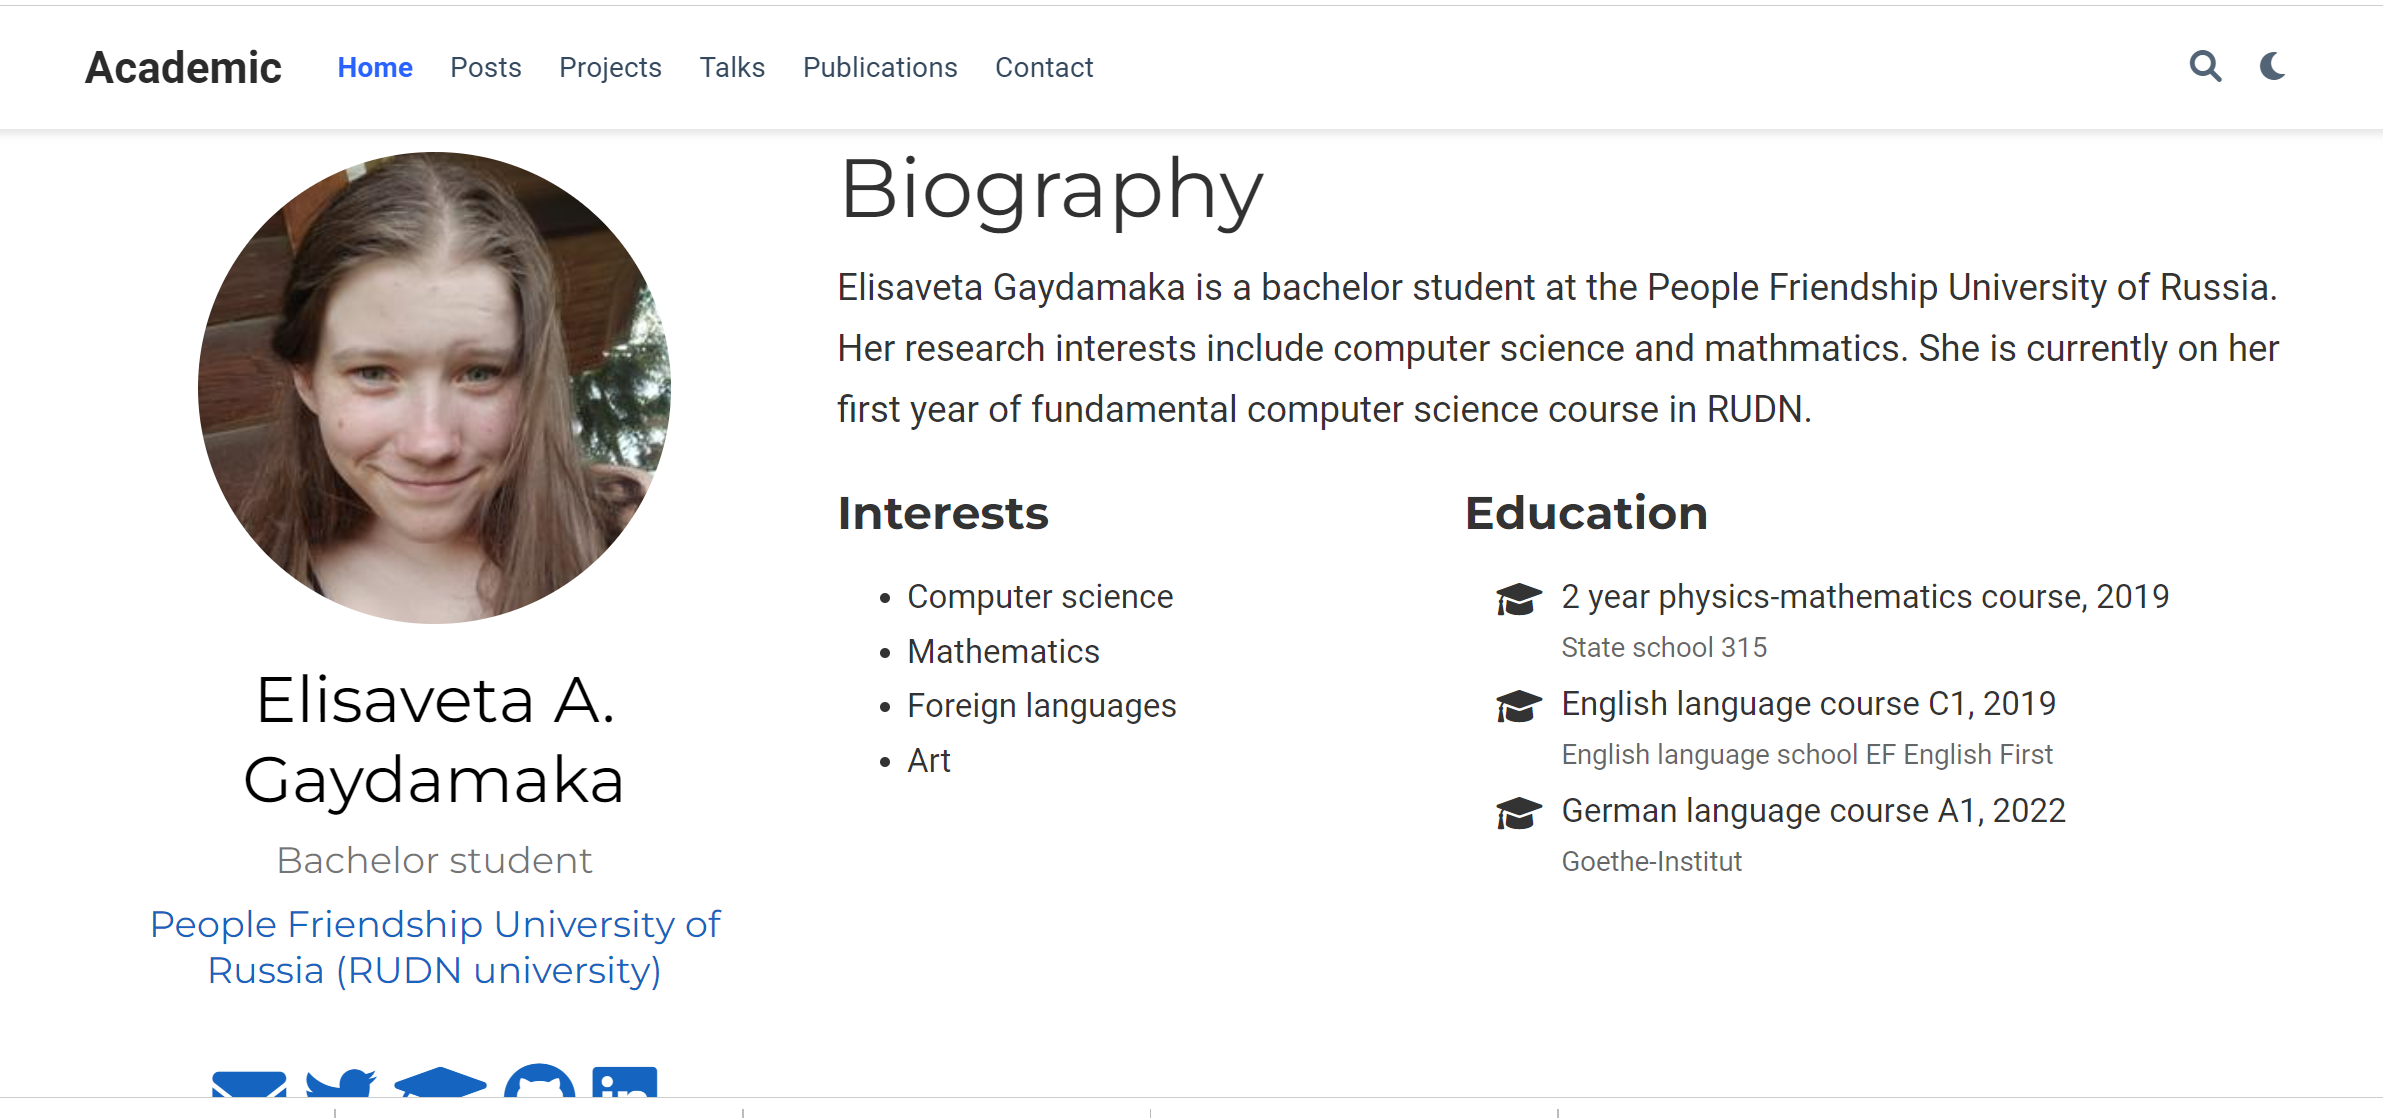 Academic Home Posts Projects Talks Publications Contact
Elisaveta A.
Gaydamaka
Bachelor student
People Friendship University of
Russia (RUDN university)
Biography
Elisaveta Gaydamaka is a bachelor student at the People Friendship University of Russia.
Her research interests include computer science and mathmatics. She is currently on her
first year of fundamental computer science course in RUDN.
Interests
Computer science
Mathematics
Foreign languages
Art
Education
2 year physics-mathematics course, 2019
State school 315
English language course C1, 2019
English language school EF English First
German language course A1, 2022
Goethe-Institut